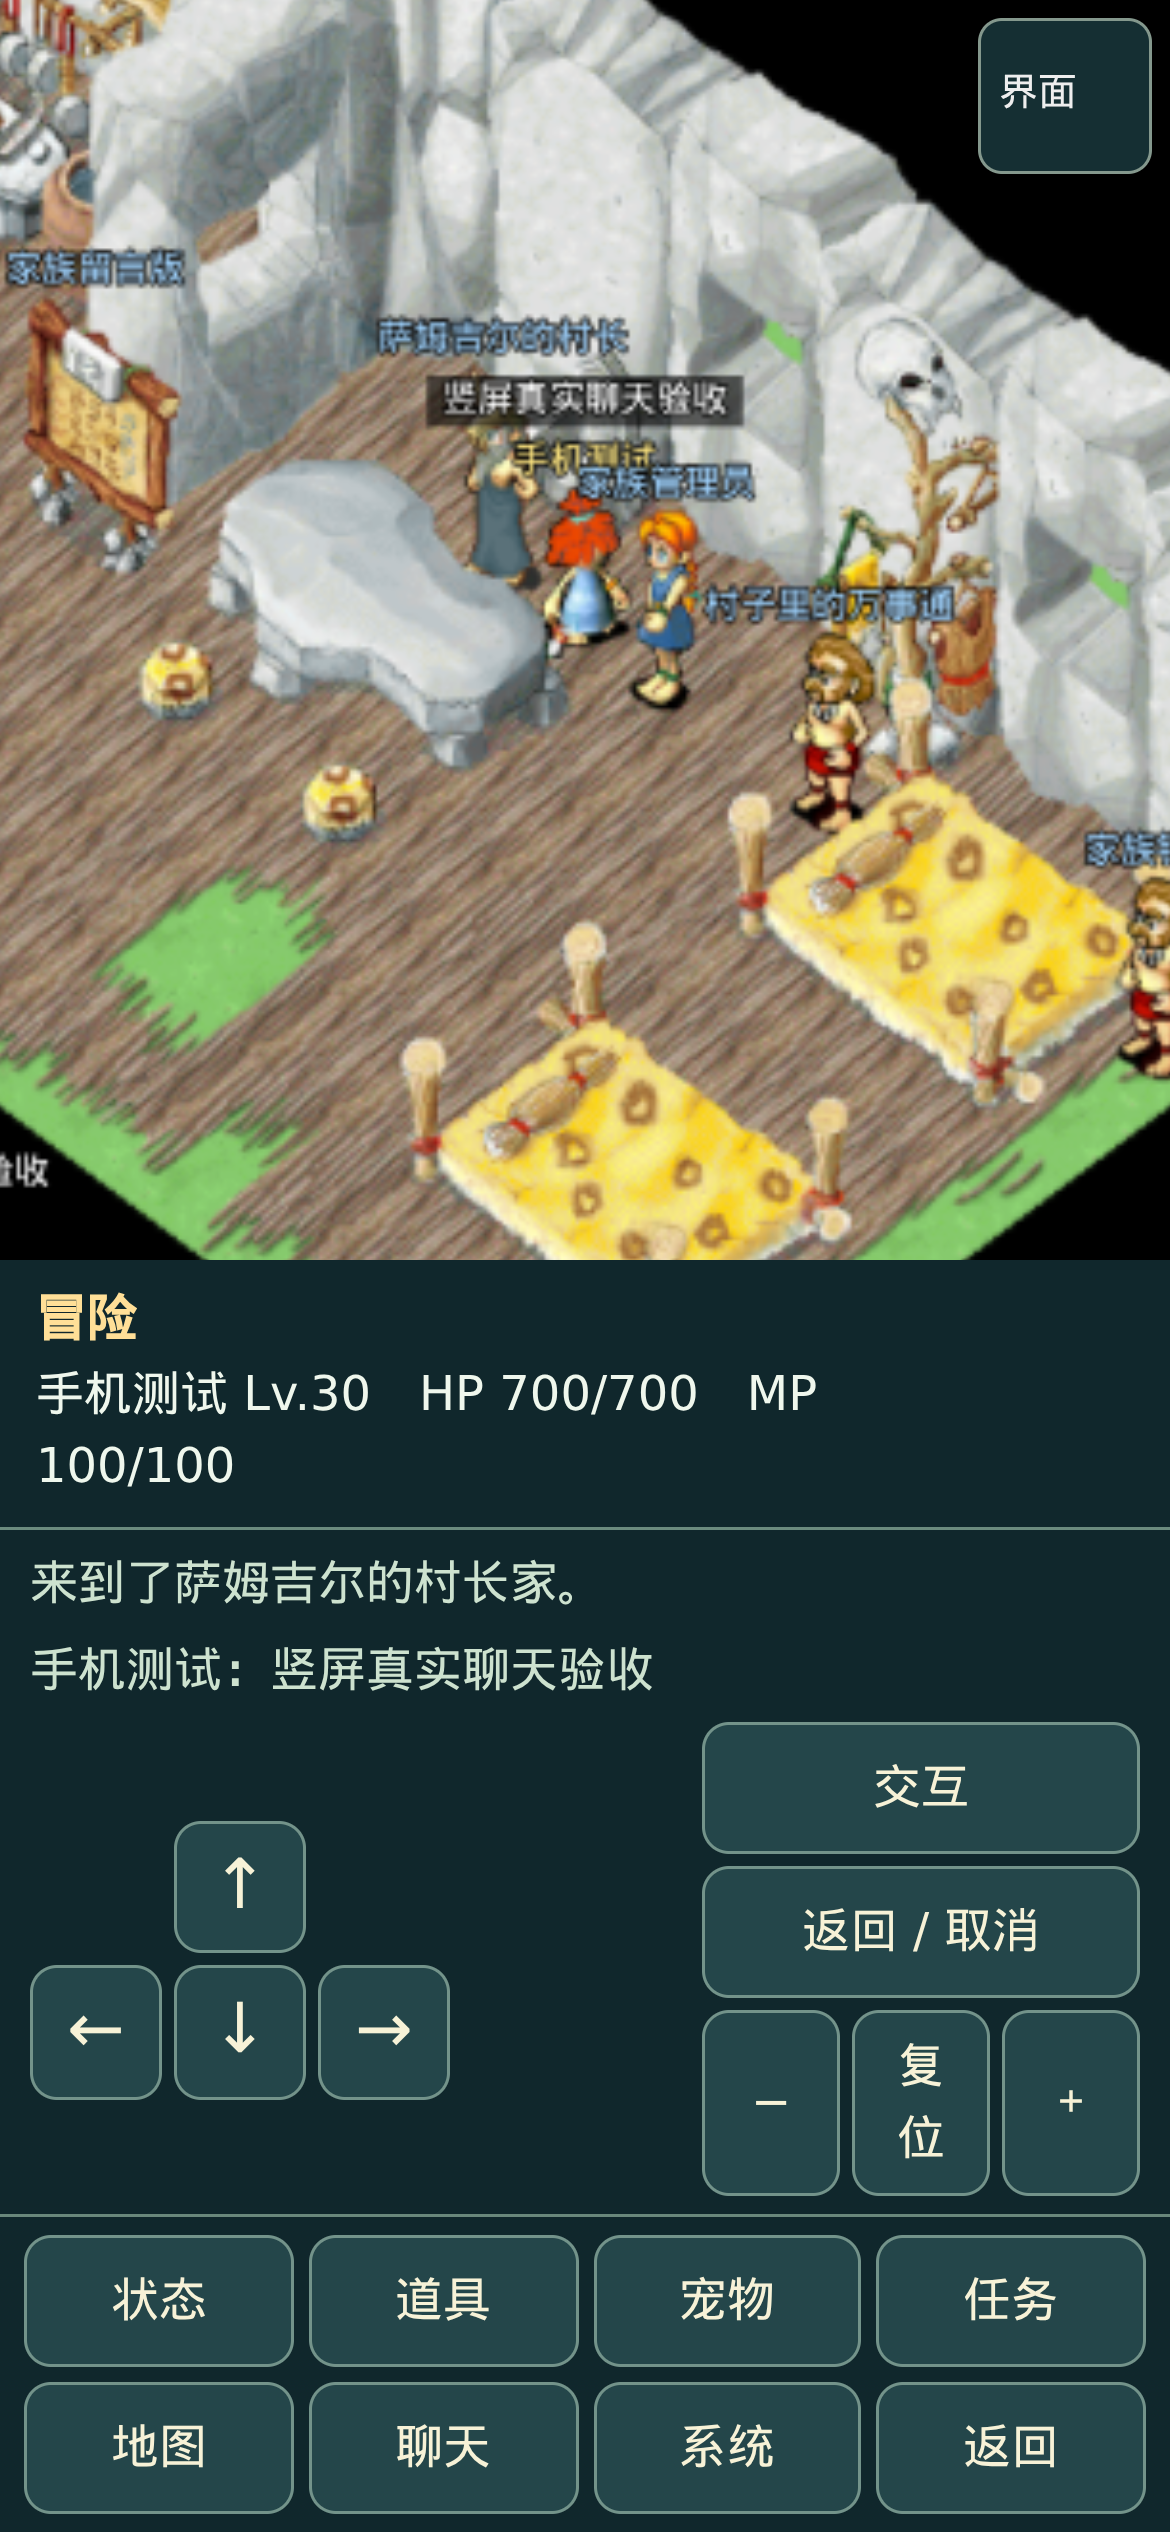 界面
家族留言版
萨姆吉尔的村长
竖屏真实聊天验收
手机测试
家族管理员
村子里的万事通
家族
验收
冒险
手机测试 Lv.30 HP 700/700 MP
100/100
来到了萨姆吉尔的村长家。
手机测试：竖屏真实聊天验收
交互
返回 / 取消
↑
← ↓ →
− 复位 +
状态 道具 宠物 任务
地图 聊天 系统 返回